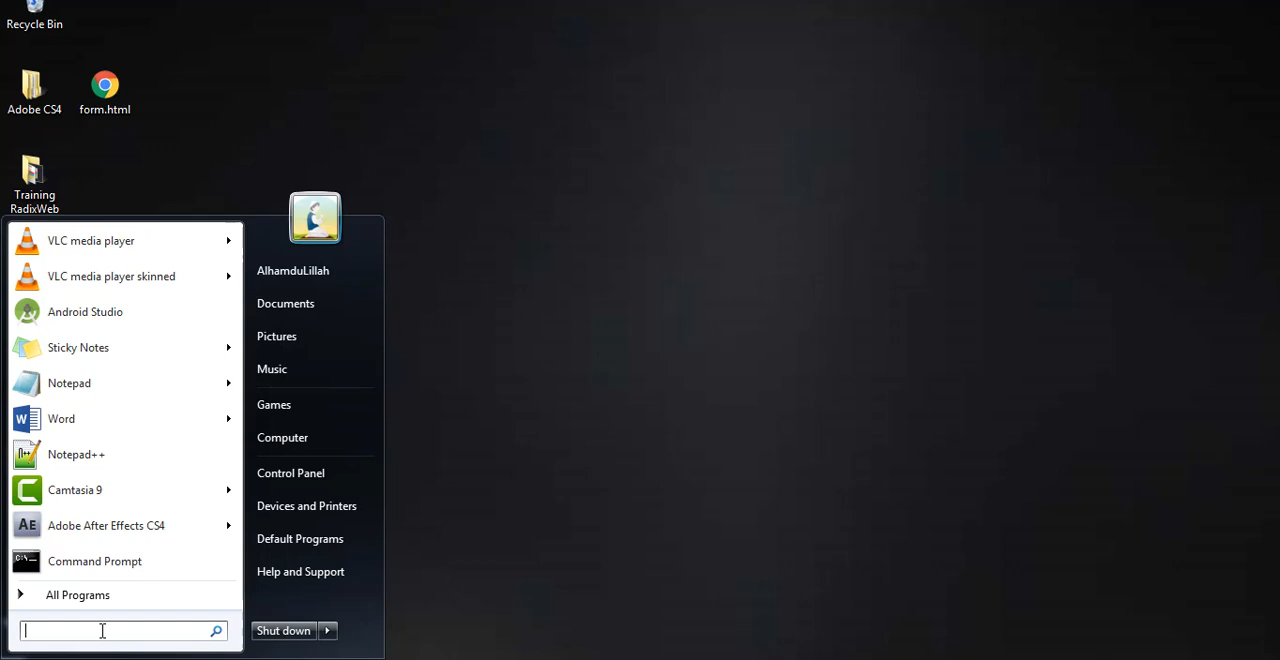 Recycle Bin
Adobe CS4
form.html
Training
RadixWeb
VLC media player
VLC media player skinned
Android Studio
Sticky Notes
Notepad
Word
Notepad++
Camtasia 9
Adobe After Effects CS4
Command Prompt
All Programs
AlhamduLillah
Documents
Pictures
Music
Games
Computer
Control Panel
Devices and Printers
Default Programs
Help and Support
Shut down